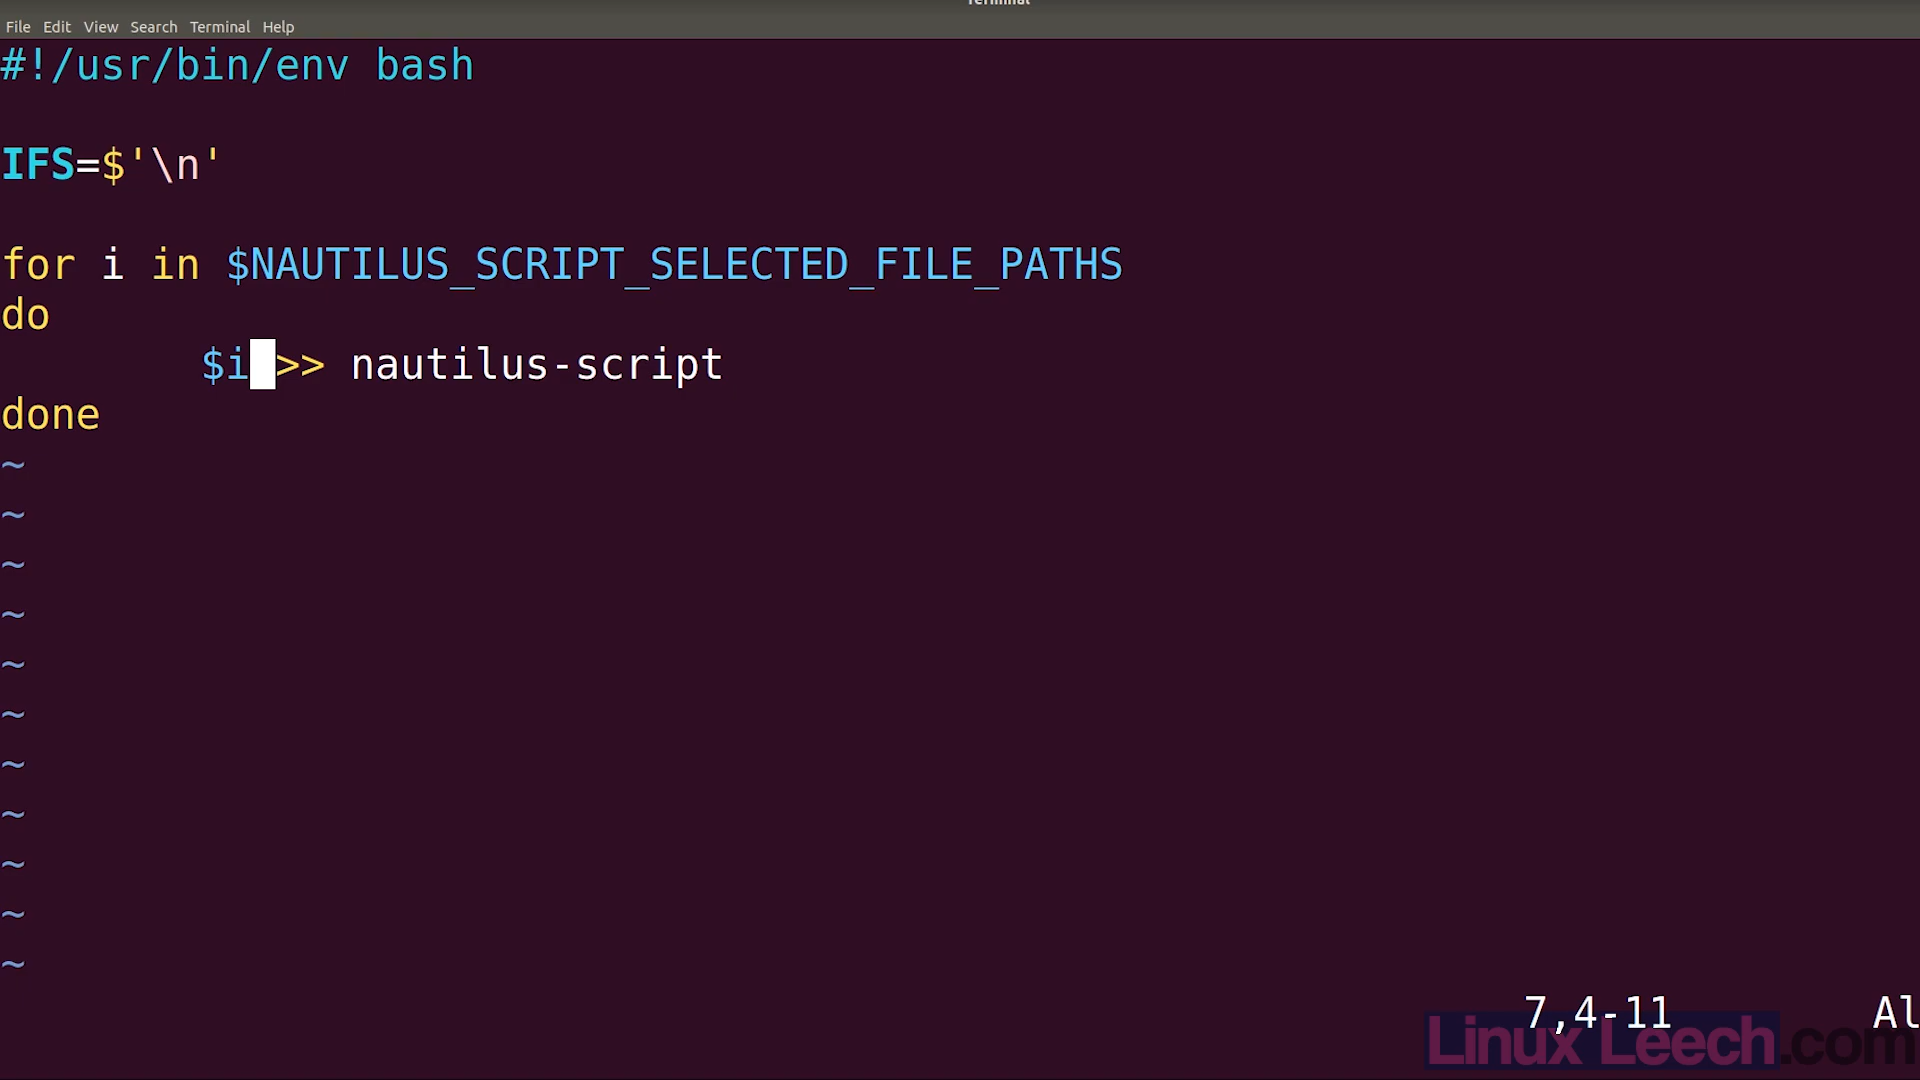 Terminal
File Edit View Search Terminal Help
#!/usr/bin/env bash
IFS=$'\n'
for i in $NAUTILUS_SCRIPT_SELECTED_FILE_PATHS
do
$i >> nautilus-script
done
~
~
~
~
~
~
~
~
~
~
~
7,4-11 Al
Linux Leech.com